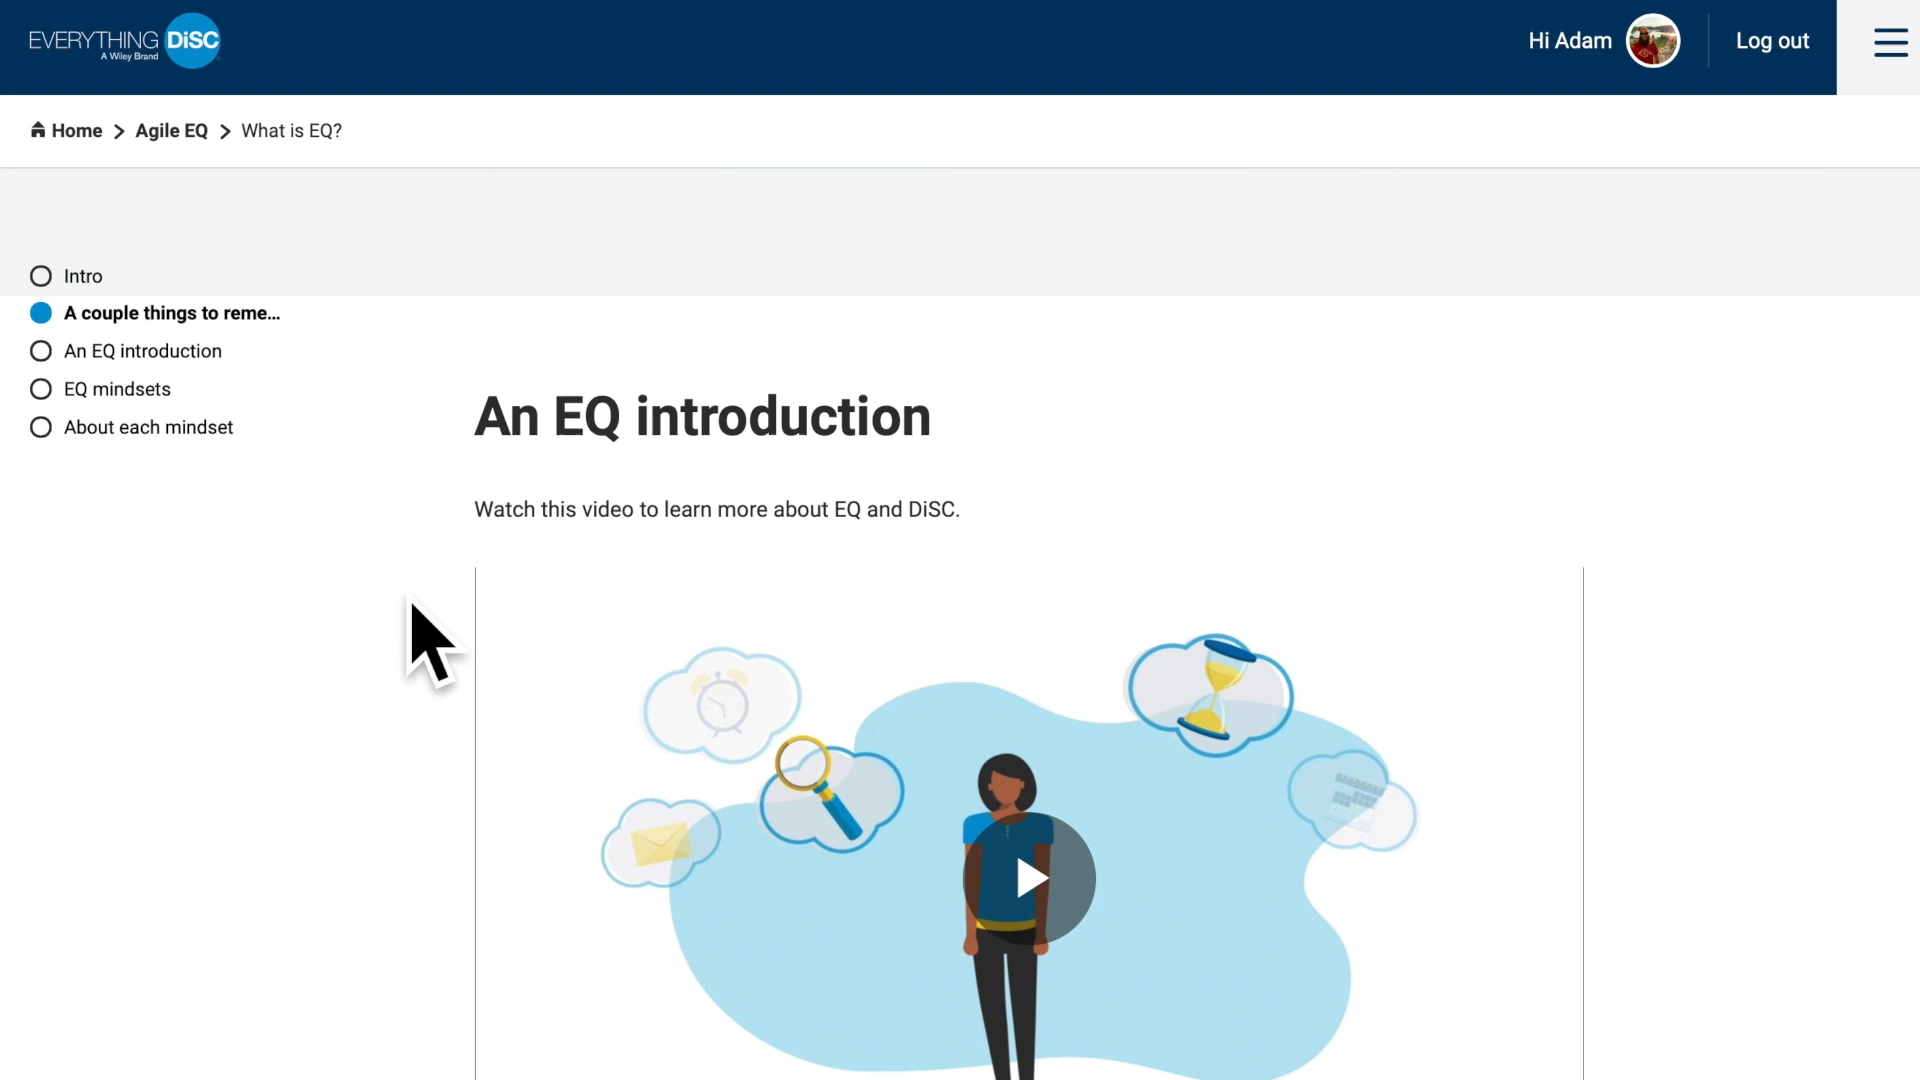 EVERYTHING DiSC
A Wiley Brand
Hi Adam
Log out
Home > Agile EQ > What is EQ?
Intro
A couple things to reme...
An EQ introduction
EQ mindsets
About each mindset
An EQ introduction
Watch this video to learn more about EQ and DiSC.